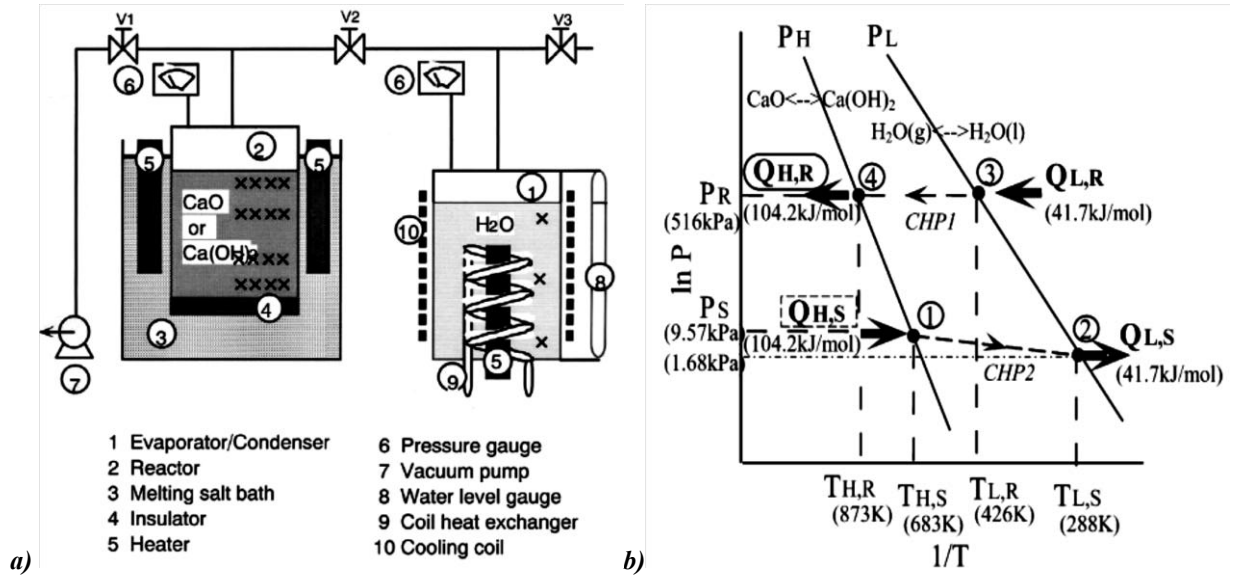 V1
V2
V3
6
6
5
2
5
1
CaO
or
Ca(OH)2
H2O
10
8
4
3
7
9
5
1 Evaporator/Condenser
2 Reactor
3 Melting salt bath
4 Insulator
5 Heater
6 Pressure gauge
7 Vacuum pump
8 Water level gauge
9 Coil heat exchanger
10 Cooling coil
a)
PH
PL
CaO<-->Ca(OH)2
H2O(g)<-->H2O(l)
QH,R
4
3
QL,R
PR
(516kPa)
(104.2kJ/mol)
CHP1
(41.7kJ/mol)
ln P
PS
QH,S
1
2
QL,S
(9.57kPa)
(104.2kJ/mol)
(1.68kPa)
CHP2
(41.7kJ/mol)
TH,R
(873K)
TH,S
(683K)
TL,R
(426K)
TL,S
(288K)
1/T
b)